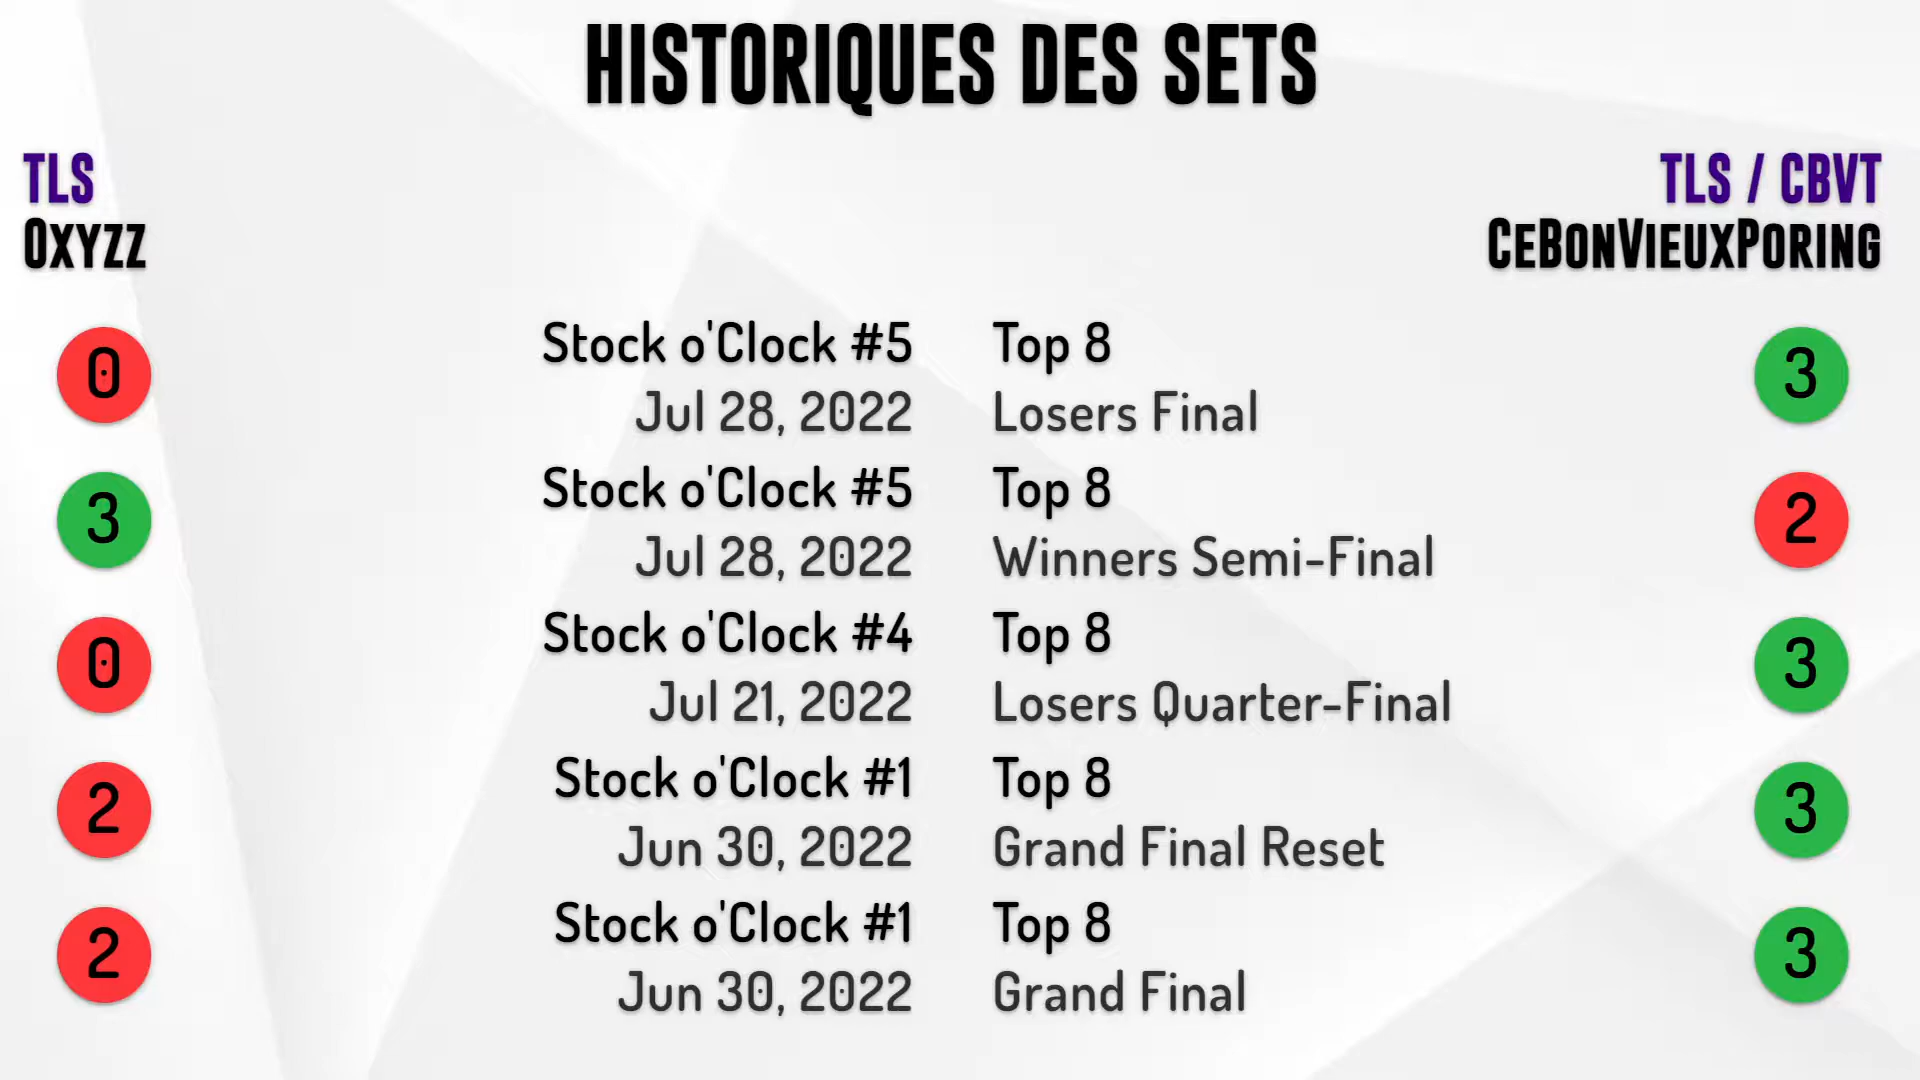 HISTORIQUES DES SETS
TLS
OXYZZ
TLS / CBVT
CEBONVIEUXPORING
0
Stock o'Clock #5
Top 8
Jul 28, 2022
Losers Final
3
3
Stock o'Clock #5
Top 8
Jul 28, 2022
Winners Semi-Final
2
0
Stock o'Clock #4
Top 8
Jul 21, 2022
Losers Quarter-Final
3
2
Stock o'Clock #1
Top 8
Jun 30, 2022
Grand Final Reset
3
2
Stock o'Clock #1
Top 8
Jun 30, 2022
Grand Final
3